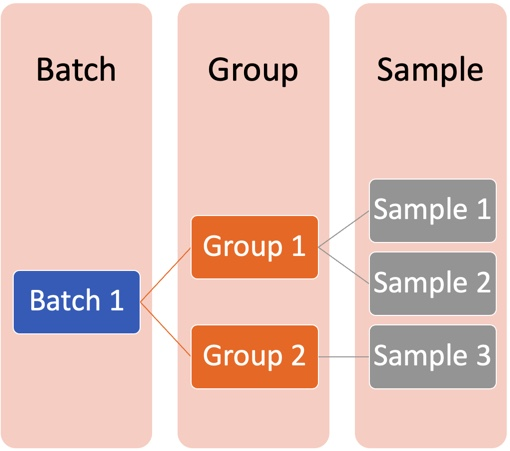 Batch
Group
Sample
Batch 1
Group 1
Group 2
Sample 1
Sample 2
Sample 3